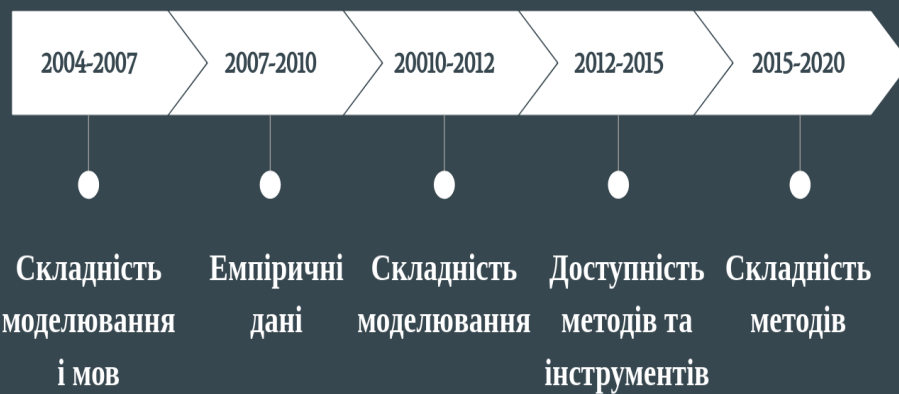 2004-2007
2007-2010
20010-2012
2012-2015
2015-2020
Складність
моделювання
і мов
Емпіричні
дані
Складність
моделювання
Доступність
методів та
інструментів
Складність
методів